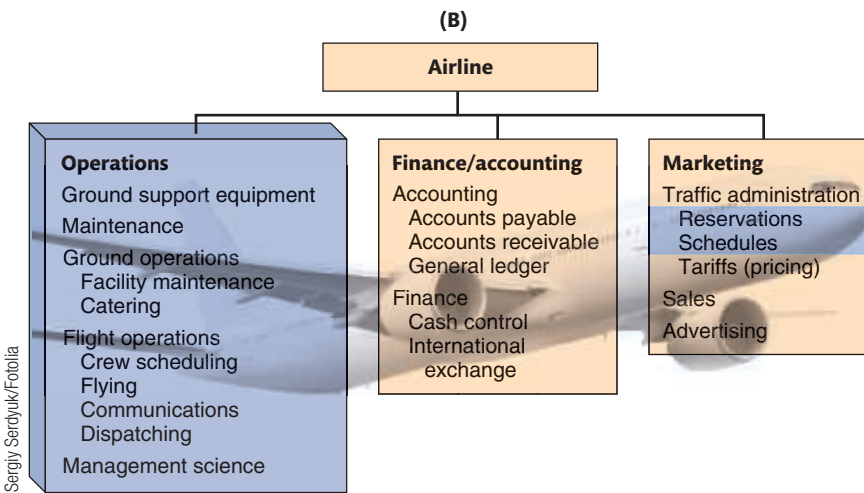 (B)
Airline
Operations
Ground support equipment
Maintenance
Ground operations
Facility maintenance
Catering
Flight operations
Crew scheduling
Flying
Communications
Dispatching
Management science
Finance/accounting
Accounting
Accounts payable
Accounts receivable
General ledger
Finance
Cash control
International
exchange
Marketing
Traffic administration
Reservations
Schedules
Tariffs (pricing)
Sales
Advertising
Sergiy Serdyuk/Fotolia